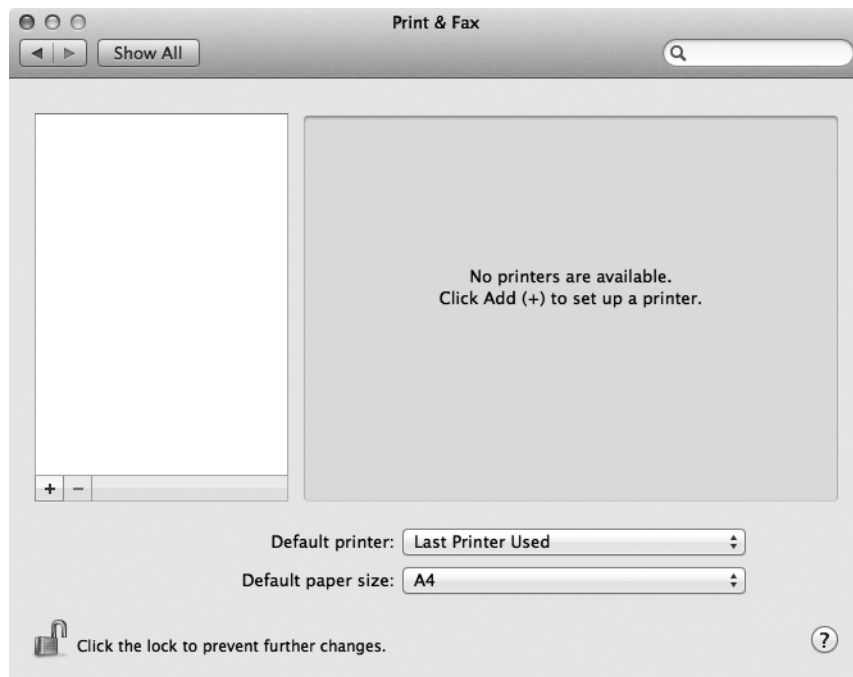 Print & Fax
Show All
No printers are available.
Click Add (+) to set up a printer.
+ −
Default printer: Last Printer Used
Default paper size: A4
Click the lock to prevent further changes.
?